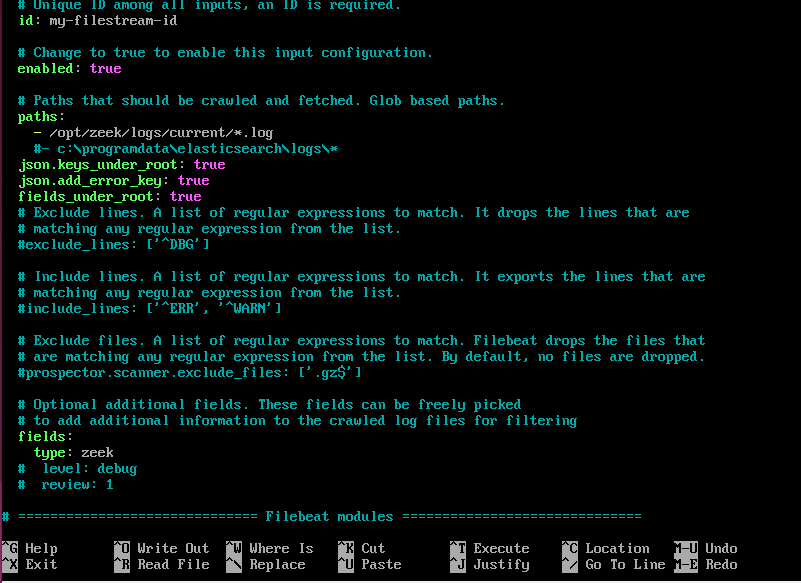 # Unique ID among all inputs, an ID is required.
id: my-filestream-id
# Change to true to enable this input configuration.
enabled: true
# Paths that should be crawled and fetched. Glob based paths.
paths:
- /opt/zeek/logs/current/*.log
#- c:\programdata\elasticsearch\logs\*
json.keys_under_root: true
json.add_error_key: true
fields_under_root: true
# Exclude lines. A list of regular expressions to match. It drops the lines that are
# matching any regular expression from the list.
#exclude_lines: ['^DBG']
# Include lines. A list of regular expressions to match. It exports the lines that are
# matching any regular expression from the list.
#include_lines: ['^ERR', '^WARN']
# Exclude files. A list of regular expressions to match. Filebeat drops the files that
# are matching any regular expression from the list. By default, no files are dropped.
#prospector.scanner.exclude_files: ['.gz$']
# Optional additional fields. These fields can be freely picked
# to add additional information to the crawled log files for filtering
fields:
type: zeek
#  level: debug
#  review: 1
# ============================== Filebeat modules ==============================
^G Help ^O Write Out ^W Where Is ^K Cut ^T Execute ^C Location M-U Undo
^X Exit ^R Read File ^\ Replace ^U Paste ^J Justify ^/ Go To Line M-E Redo